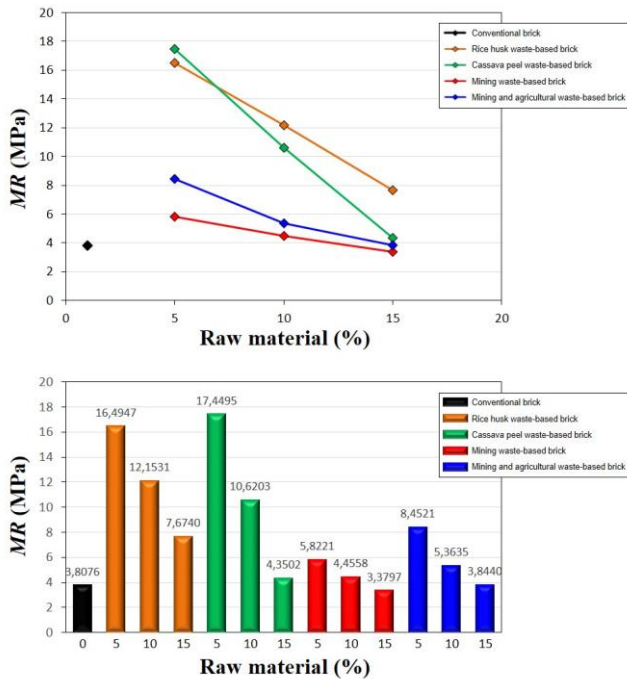 20
18
16
14
12
10
8
6
4
2
0
MR (MPa)
0 5 10 15 20
Raw material (%)
Conventional brick
Rice husk waste-based brick
Cassava peel waste-based brick
Mining waste-based brick
Mining and agricultural waste-based brick
20
18
16
14
12
10
8
6
4
2
0
MR (MPa)
3,8076
16,4947
12,1531
7,6740
17,4495
10,6203
4,3502
5,8221
4,4558
3,3797
8,4521
5,3635
3,8440
0 5 10 15 5 10 15 5 10 15 5 10 15
Raw material (%)
Conventional brick
Rice husk waste-based brick
Cassava peel waste-based brick
Mining waste-based brick
Mining and agricultural waste-based brick